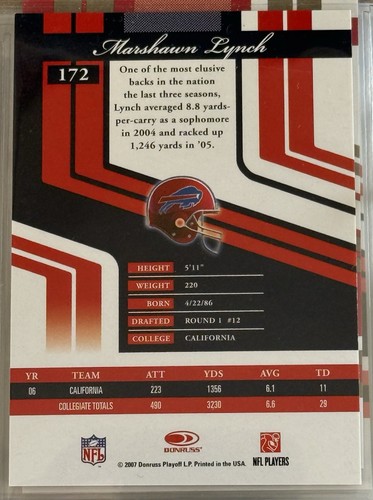 Marshawn Lynch
172
One of the most elusive
backs in the nation
the last three seasons,
Lynch averaged 8.8 yards-
per-carry as a sophomore
in 2004 and racked up
1,246 yards in '05.
HEIGHT 5'11"
WEIGHT 220
BORN 4/22/86
DRAFTED ROUND 1 #12
COLLEGE CALIFORNIA
YR TEAM ATT YDS AVG TD
06 CALIFORNIA 223 1356 6.1 11
COLLEGIATE TOTALS 490 3230 6.6 29
NFL
DONRUSS
NFL PLAYERS
© 2007 Donruss Playoff L.P. Printed in the USA.